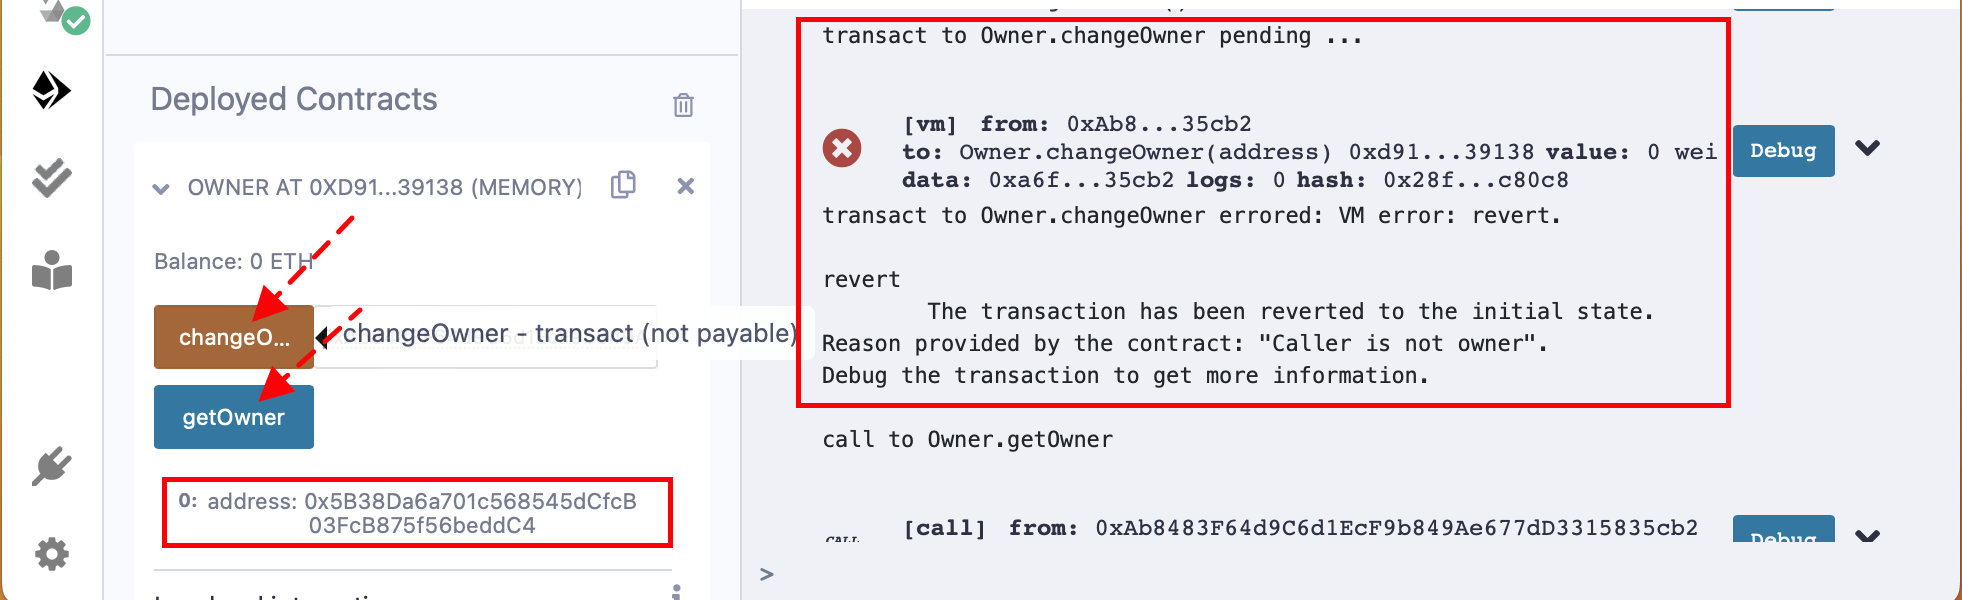 Deployed Contracts
OWNER AT 0XD91...39138 (MEMORY)
Balance: 0 ETH
changeO...
changeOwner - transact (not payable)
getOwner
0: address: 0x5B38Da6a701c568545dCfcB
03FcB875f56beddC4
transact to Owner.changeOwner pending ...
[vm] from: 0xAb8...35cb2
to: Owner.changeOwner(address) 0xd91...39138 value: 0 wei
data: 0xa6f...35cb2 logs: 0 hash: 0x28f...c80c8
Debug
transact to Owner.changeOwner errored: VM error: revert.
revert
The transaction has been reverted to the initial state.
Reason provided by the contract: "Caller is not owner".
Debug the transaction to get more information.
call to Owner.getOwner
CALL
[call] from: 0xAb8483F64d9C6d1EcF9b849Ae677dD3315835cb2
Debug
>